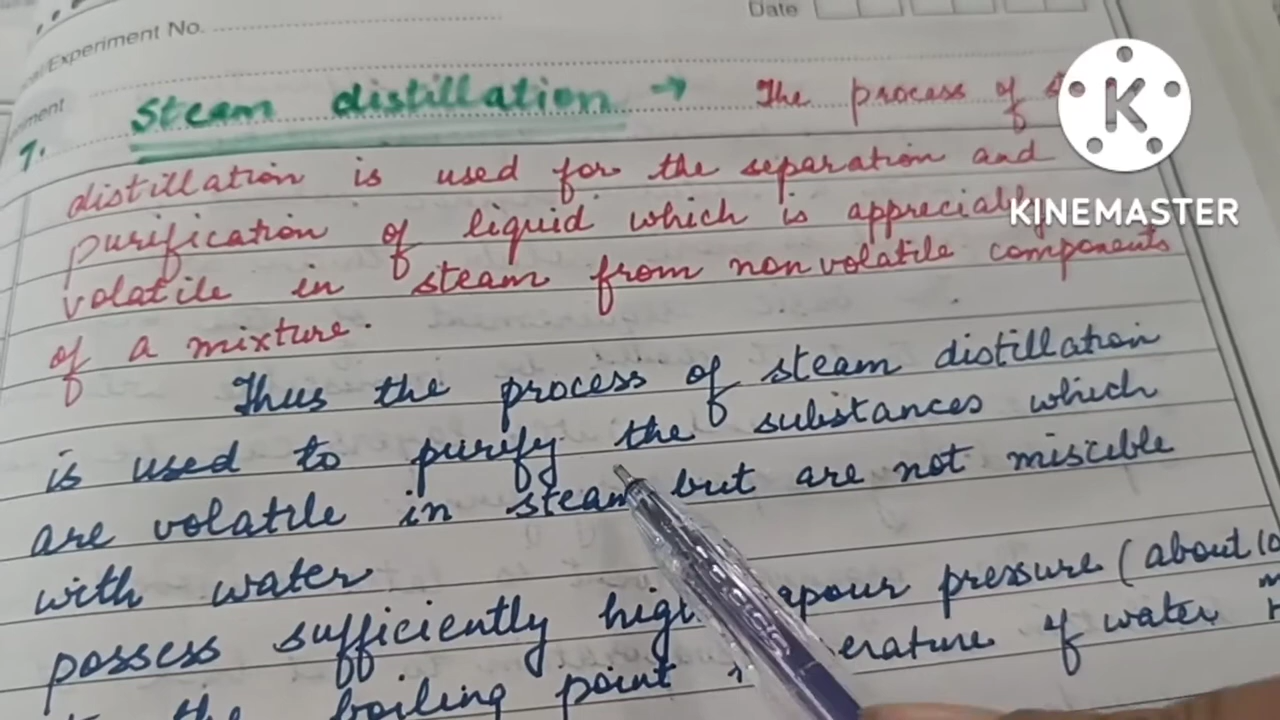 Date
Experiment No.
7. Steam distillation → The process of
distillation is used for the separation and
purification of liquid which is appreciably
volatile in steam from non volatile components
of a mixture.
Thus the process of steam distillation
is used to purify the substances which
are volatile in steam but are not miscible
with water
possess sufficiently vapour pressure (about
the boiling point of water
K
KINEMASTER